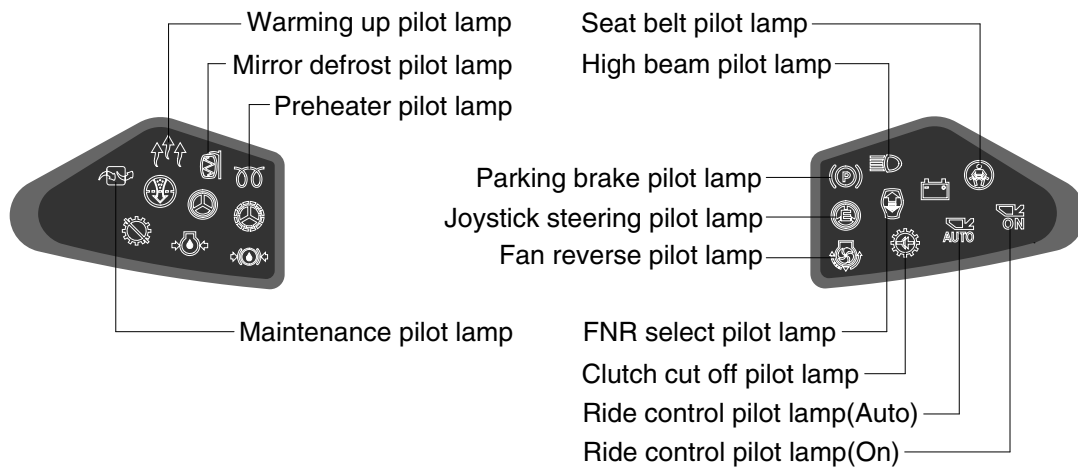 Warming up pilot lamp
Mirror defrost pilot lamp
Preheater pilot lamp
Maintenance pilot lamp
Seat belt pilot lamp
High beam pilot lamp
Parking brake pilot lamp
Joystick steering pilot lamp
Fan reverse pilot lamp
FNR select pilot lamp
Clutch cut off pilot lamp
Ride control pilot lamp(Auto)
Ride control pilot lamp(On)
P
AUTO
ON